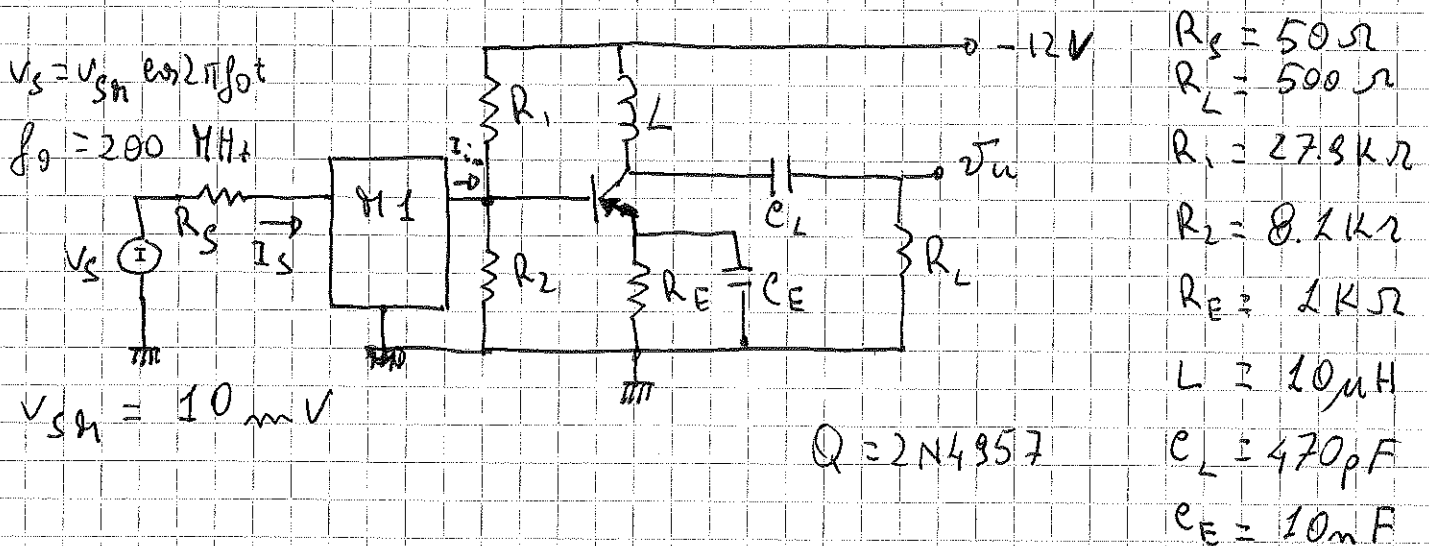 vs = vsm cos2πf₀t
f₀ = 200 MHz
vs
Rs
Is
M1
Iin
R₁
R₂
L
-12V
CL
vu
RE
CE
RL
vsm = 10 mV
Q = 2N4957
Rs = 50 Ω
RL = 500 Ω
R₁ = 27.9 KΩ
R₂ = 8.1 KΩ
RE = 1 KΩ
L = 10 μH
CL = 470 pF
CE = 10 nF